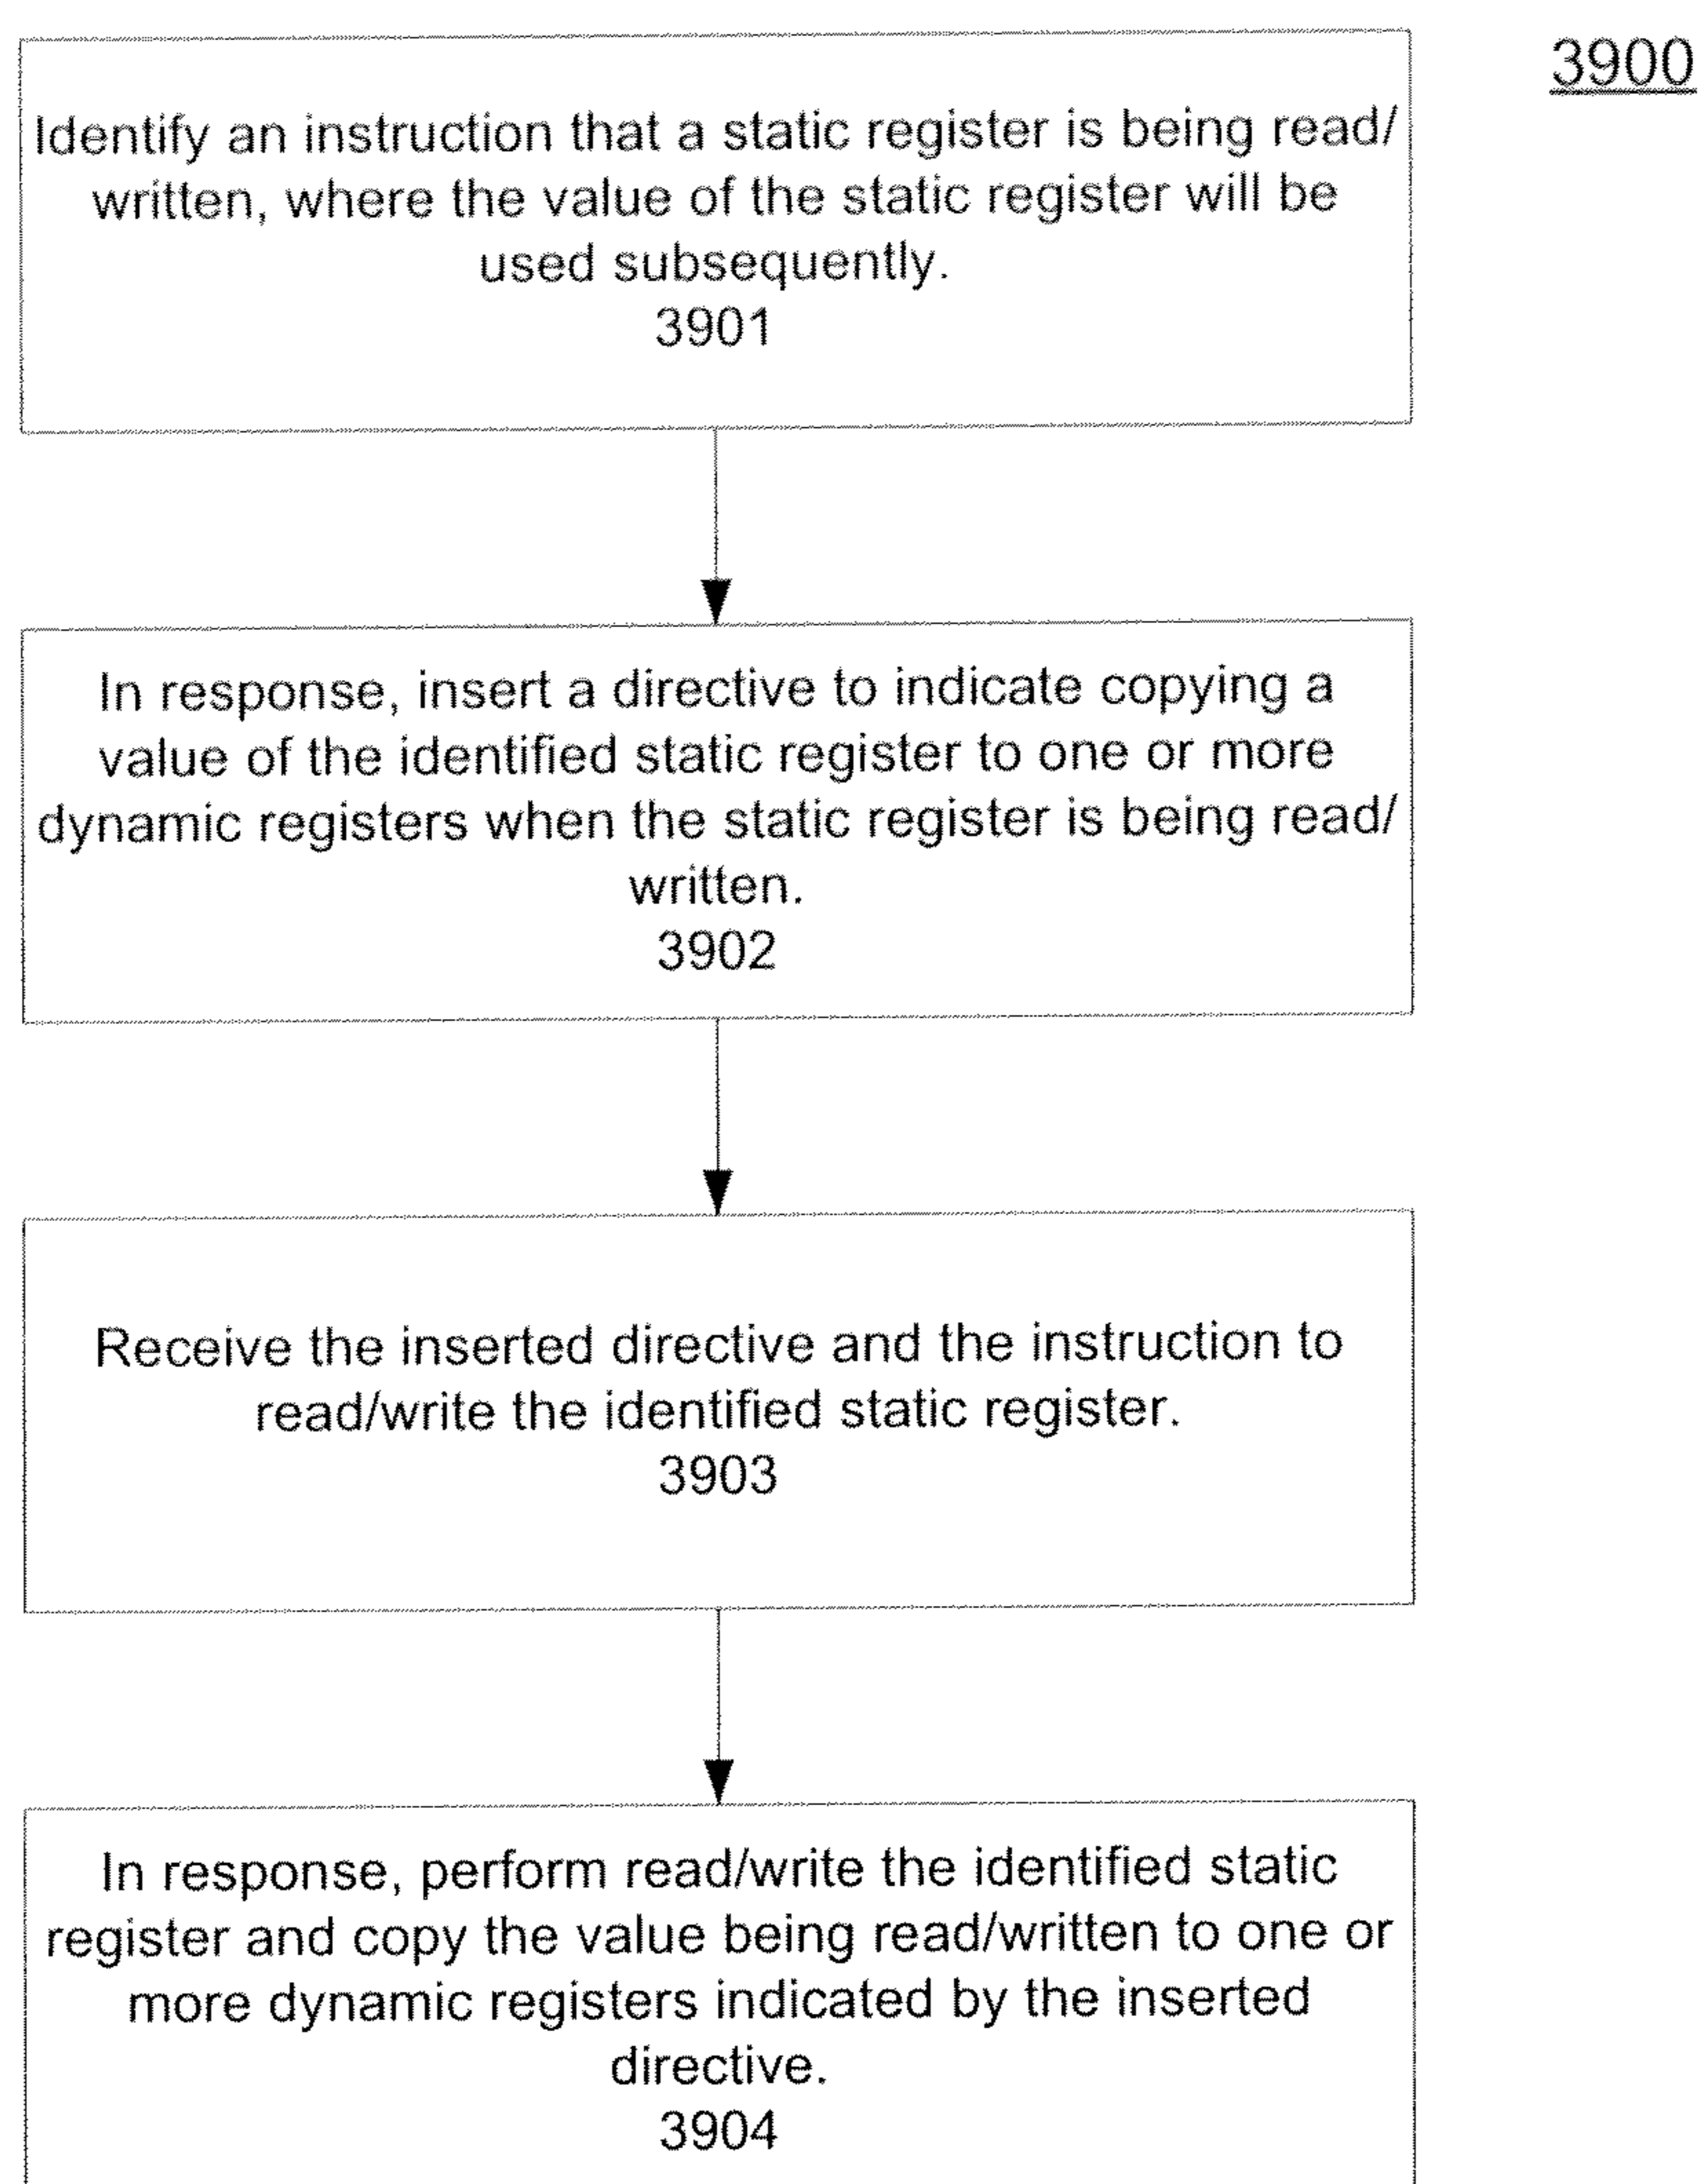 3900
Identify an instruction that a static register is being read/
written, where the value of the static register will be
used subsequently.
3901
In response, insert a directive to indicate copying a
value of the identified static register to one or more
dynamic registers when the static register is being read/
written.
3902
Receive the inserted directive and the instruction to
read/write the identified static register.
3903
In response, perform read/write the identified static
register and copy the value being read/written to one or
more dynamic registers indicated by the inserted
directive.
3904